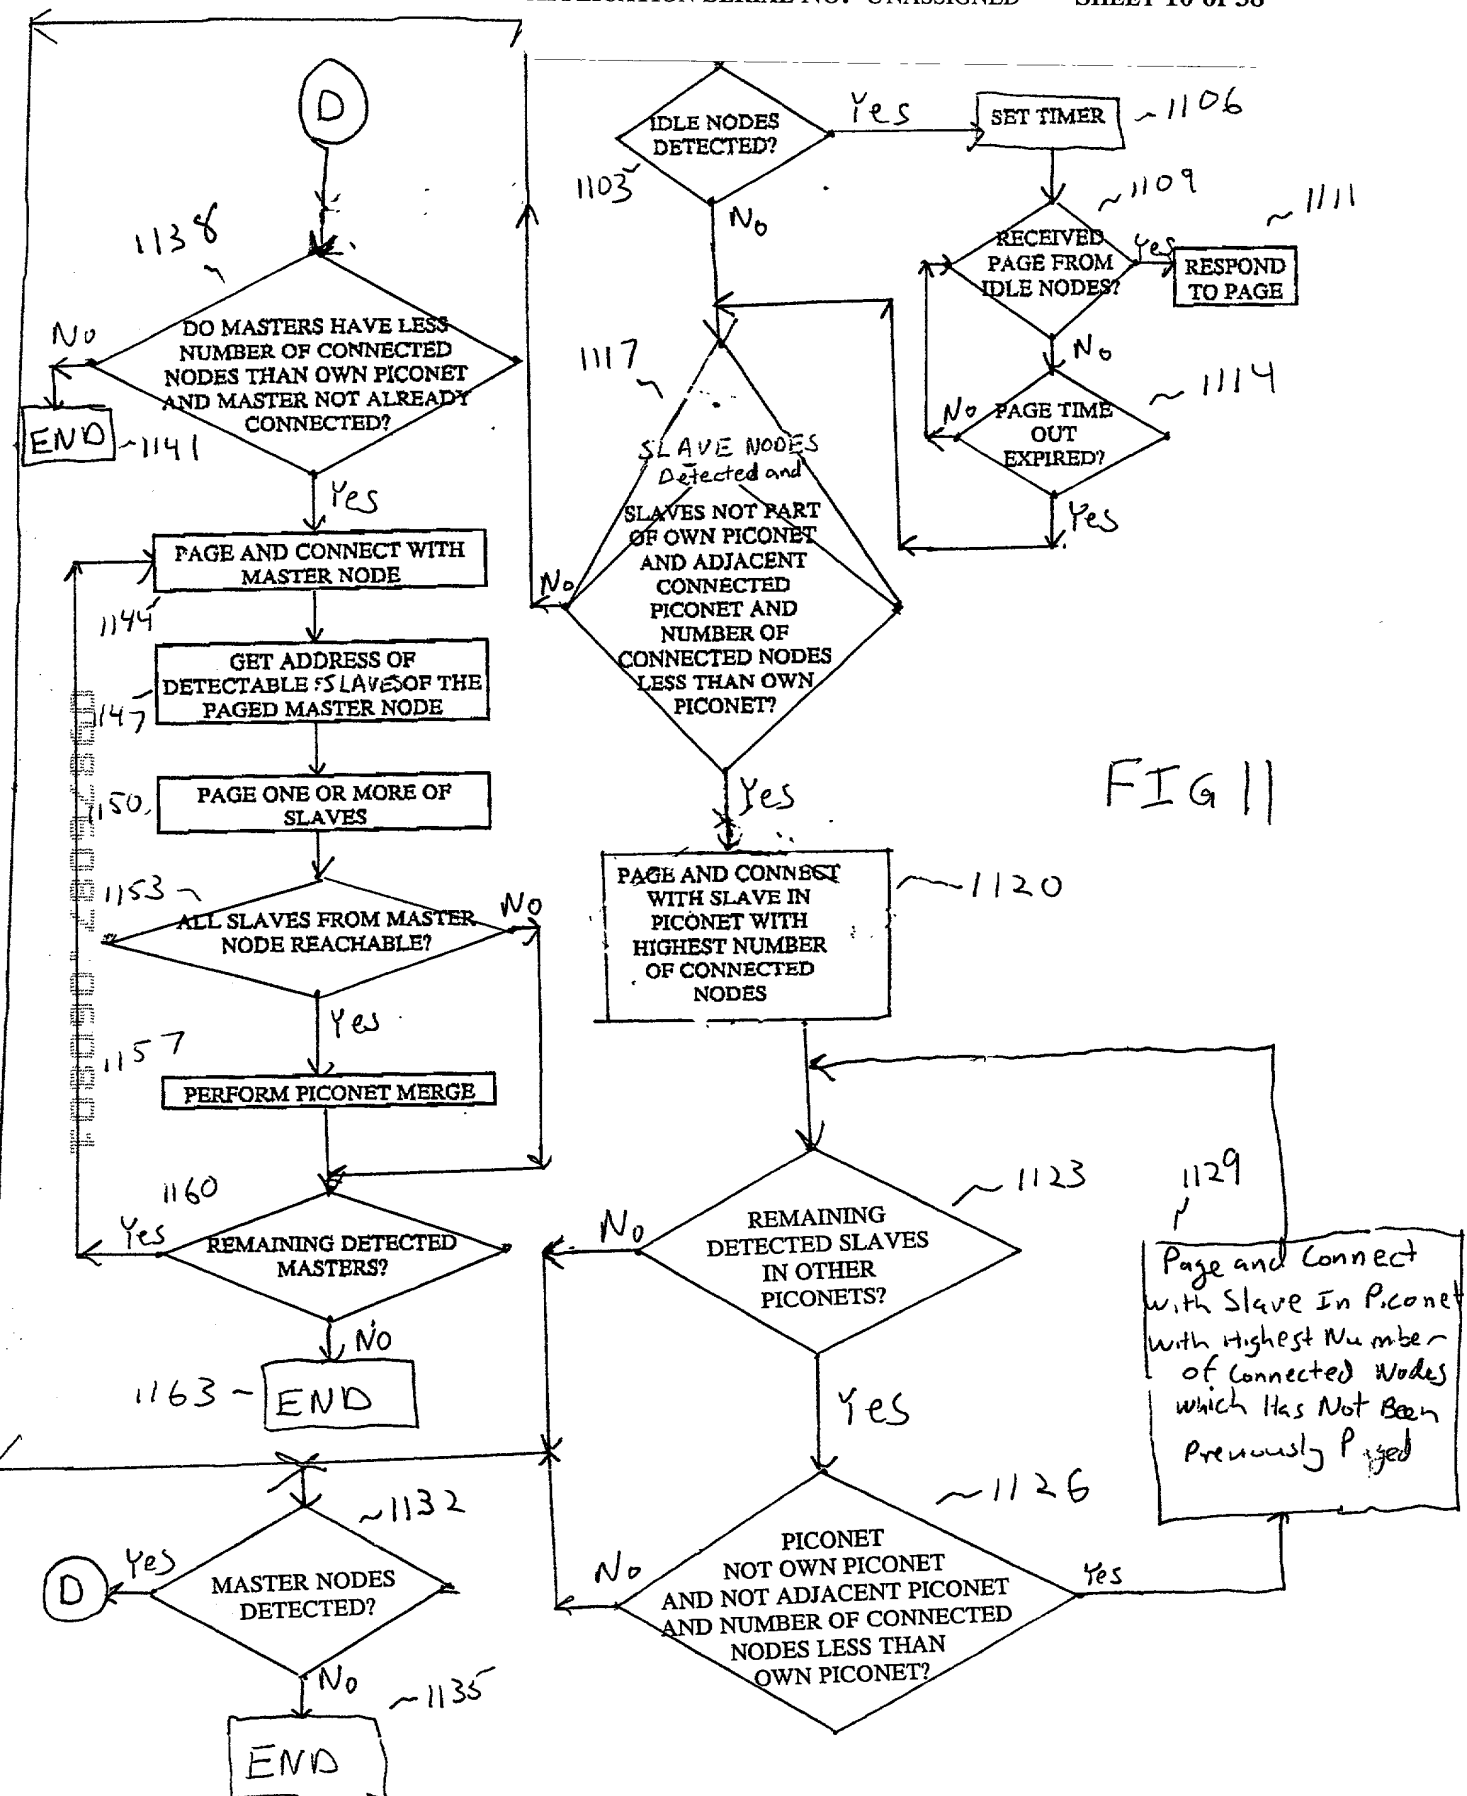 UNASSIGNED SHEET 10 of 38
D
IDLE NODES
DETECTED?
1103
Yes
SET TIMER
1106
No
1109
RECEIVED
PAGE FROM
IDLE NODES?
Yes
1111
RESPOND
TO PAGE
No
1114
PAGE TIME
OUT
EXPIRED?
No
Yes
1138
DO MASTERS HAVE LESS
NUMBER OF CONNECTED
NODES THAN OWN PICONET
AND MASTER NOT ALREADY
CONNECTED?
No
END
1141
Yes
1117
SLAVE NODES
Detected and
SLAVES NOT PART
OF OWN PICONET
AND ADJACENT
CONNECTED
PICONET AND
NUMBER OF
CONNECTED NODES
LESS THAN OWN
PICONET?
No
Yes
PAGE AND CONNECT WITH
MASTER NODE
1144
GET ADDRESS OF
DETECTABLE SLAVES OF THE
PAGED MASTER NODE
1147
PAGE ONE OR MORE OF
SLAVES
1150
1153
ALL SLAVES FROM MASTER
NODE REACHABLE?
No
Yes
1157
PERFORM PICONET MERGE
1160
REMAINING DETECTED
MASTERS?
Yes
No
1163
END
FIG 11
PAGE AND CONNECT
WITH SLAVE IN
PICONET WITH
HIGHEST NUMBER
OF CONNECTED
NODES
1120
1123
REMAINING
DETECTED SLAVES
IN OTHER
PICONETS?
No
Yes
1129
Page and Connect
with Slave In Piconet
with Highest Number
of Connected Nodes
which Has Not Been
Previously Paged
1126
PICONET
NOT OWN PICONET
AND NOT ADJACENT PICONET
AND NUMBER OF CONNECTED
NODES LESS THAN
OWN PICONET?
No
Yes
1132
MASTER NODES
DETECTED?
Yes
D
No
1135
END